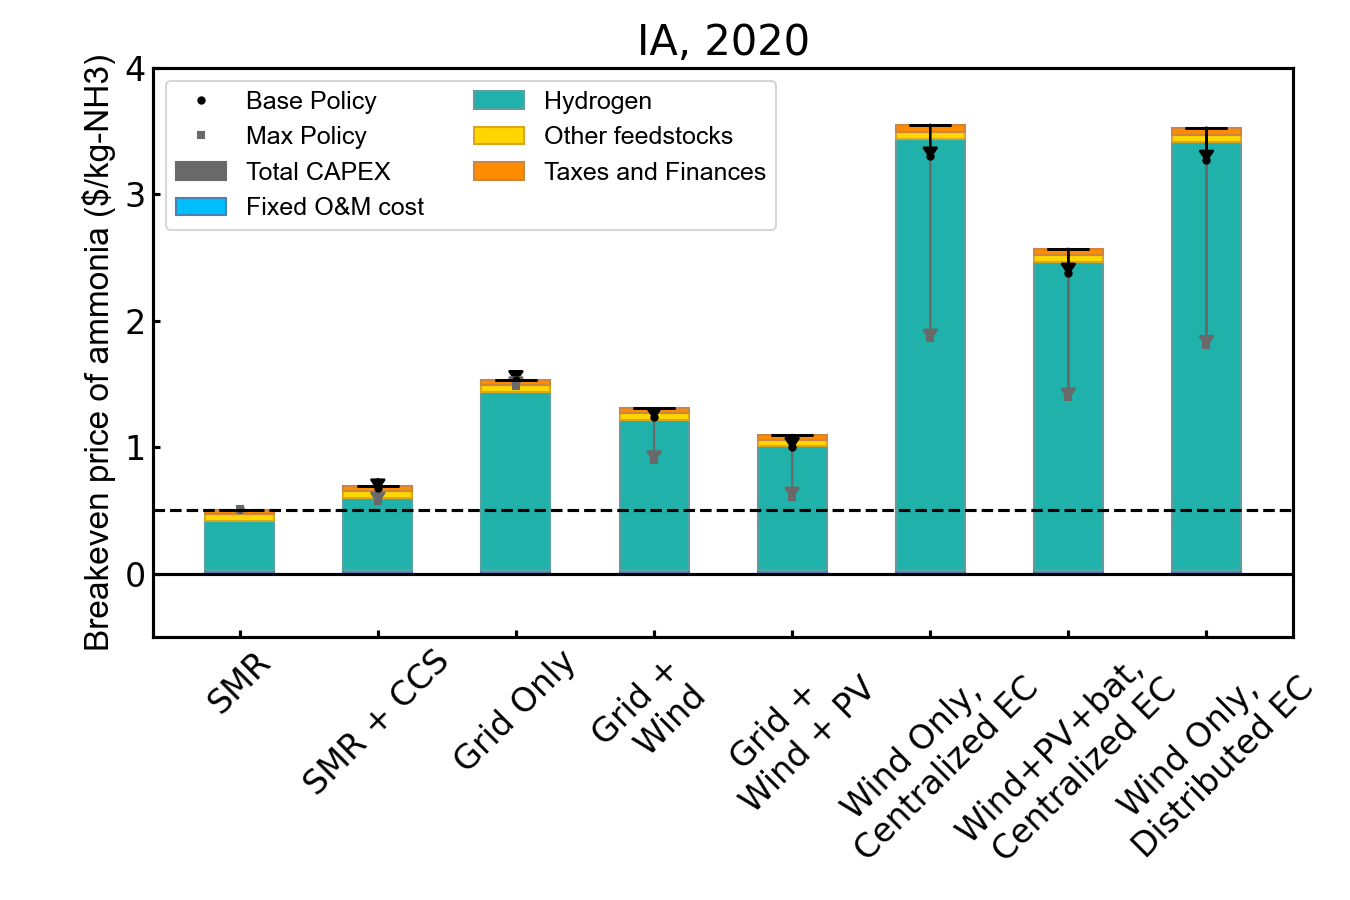 IA, 2020
Breakeven price of ammonia ($/kg-NH3)
4
3
2
1
0
Base Policy
Max Policy
Total CAPEX
Fixed O&M cost
Hydrogen
Other feedstocks
Taxes and Finances
SMR
SMR + CCS
Grid Only
Grid +
Wind
Grid +
Wind + PV
Wind Only,
Centralized EC
Wind+PV+bat,
Centralized EC
Wind Only,
Distributed EC